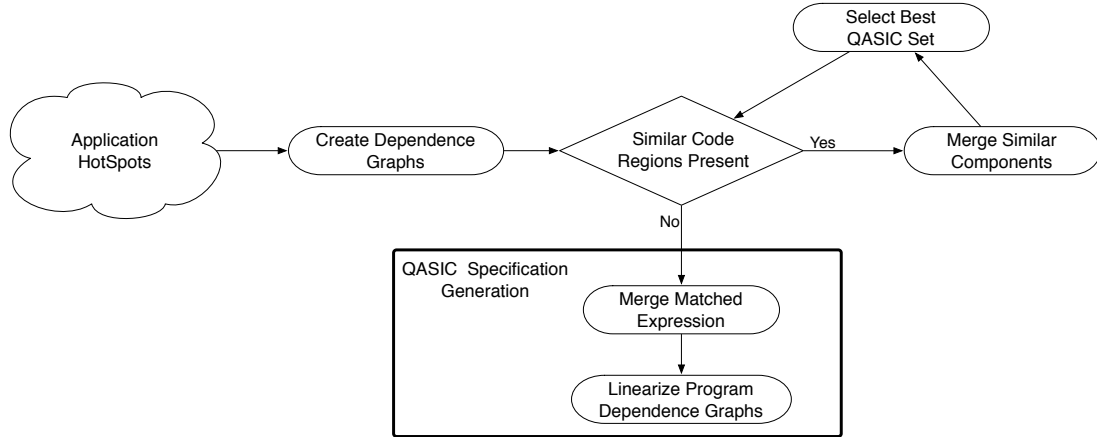 Select Best
QASIC Set
Application
HotSpots
Create Dependence
Graphs
Similar Code
Regions Present
Yes
Merge Similar
Components
No
QASIC Specification
Generation
Merge Matched
Expression
Linearize Program
Dependence Graphs